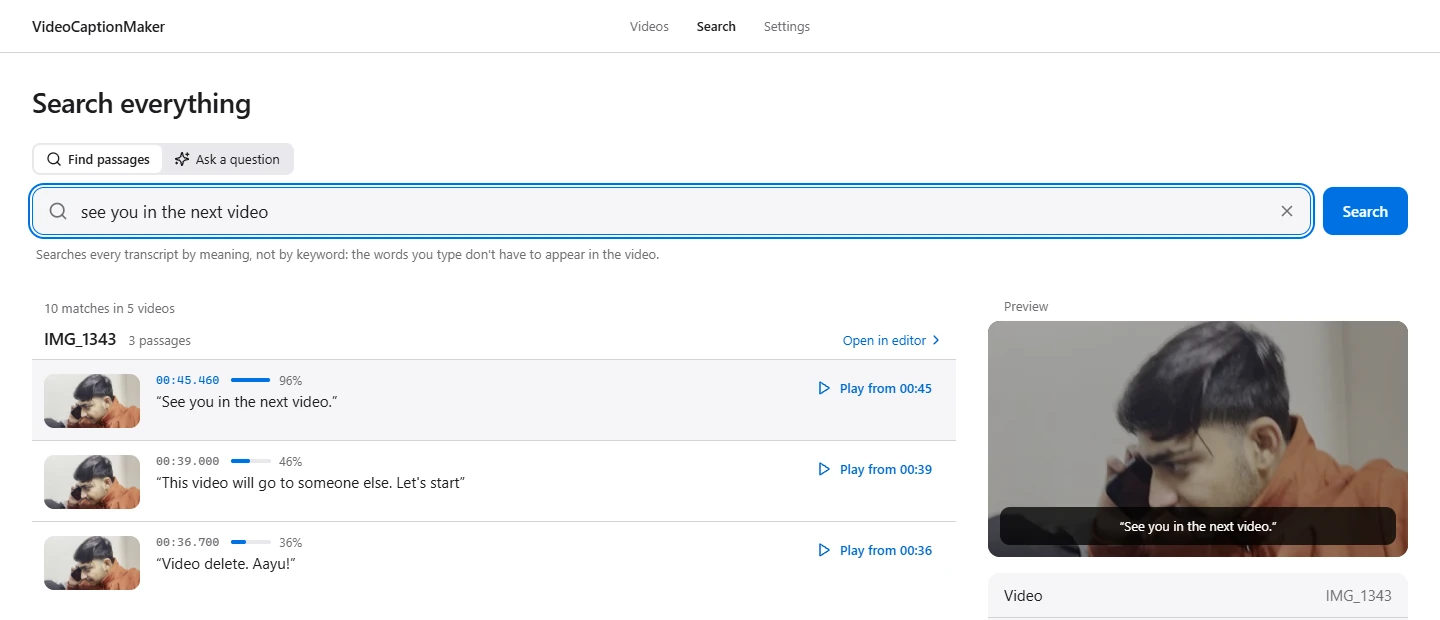 VideoCaptionMaker
Videos Search Settings
Search everything
Find passages Ask a question
see you in the next video
Search
Searches every transcript by meaning, not by keyword: the words you type don't have to appear in the video.
10 matches in 5 videos
IMG_1343 3 passages
Open in editor
00:45.460 96%
“See you in the next video.”
Play from 00:45
00:39.000 46%
“This video will go to someone else. Let's start”
Play from 00:39
00:36.700 36%
“Video delete. Aayu!”
Play from 00:36
Preview
“See you in the next video.”
Video IMG_1343